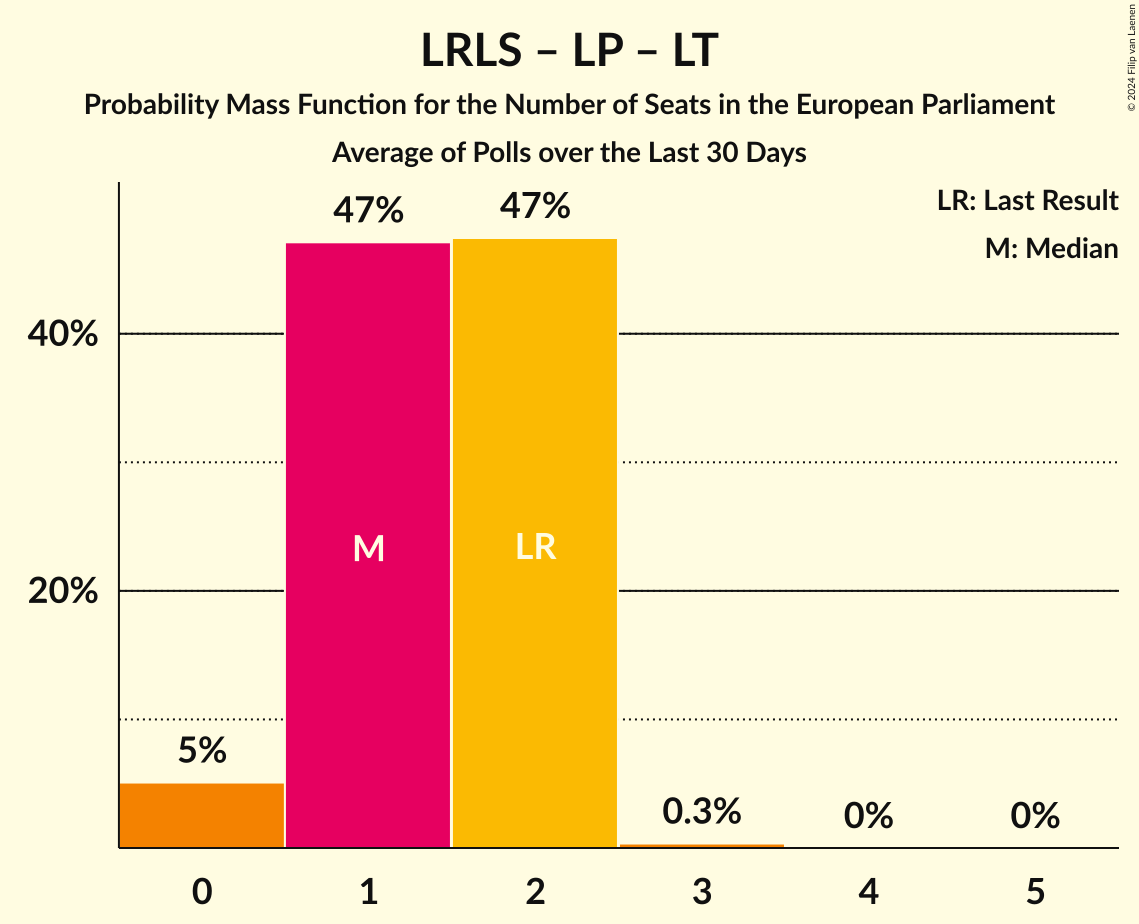 LRLS – LP – LT
Probability Mass Function for the Number of Seats in the European Parliament
Average of Polls over the Last 30 Days
© 2024 Filip van Laenen
LR: Last Result
M: Median
47%
47%
40%
M
LR
20%
5%
0.3%
0%
0%
0
1
2
3
4
5